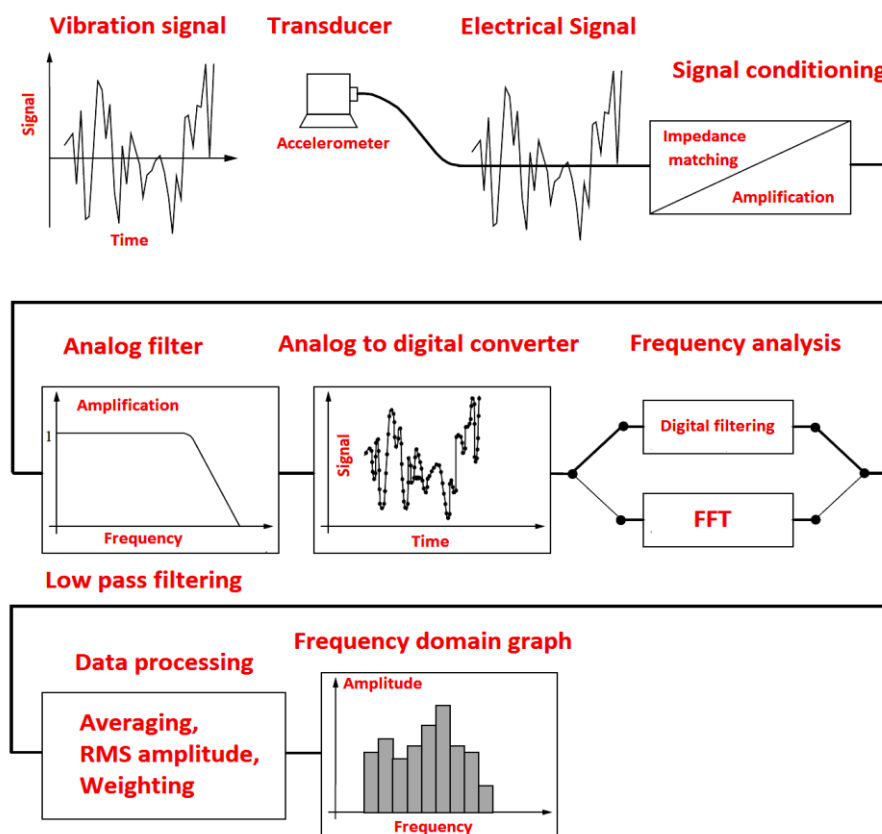 Vibration signal
Transducer
Electrical Signal
Signal conditioning
Signal
Time
Accelerometer
Impedance
matching
Amplification
Analog filter
Analog to digital converter
Frequency analysis
Amplification
1
Frequency
Signal
Time
Digital filtering
FFT
Low pass filtering
Data processing
Frequency domain graph
Averaging,
RMS amplitude,
Weighting
Amplitude
Frequency